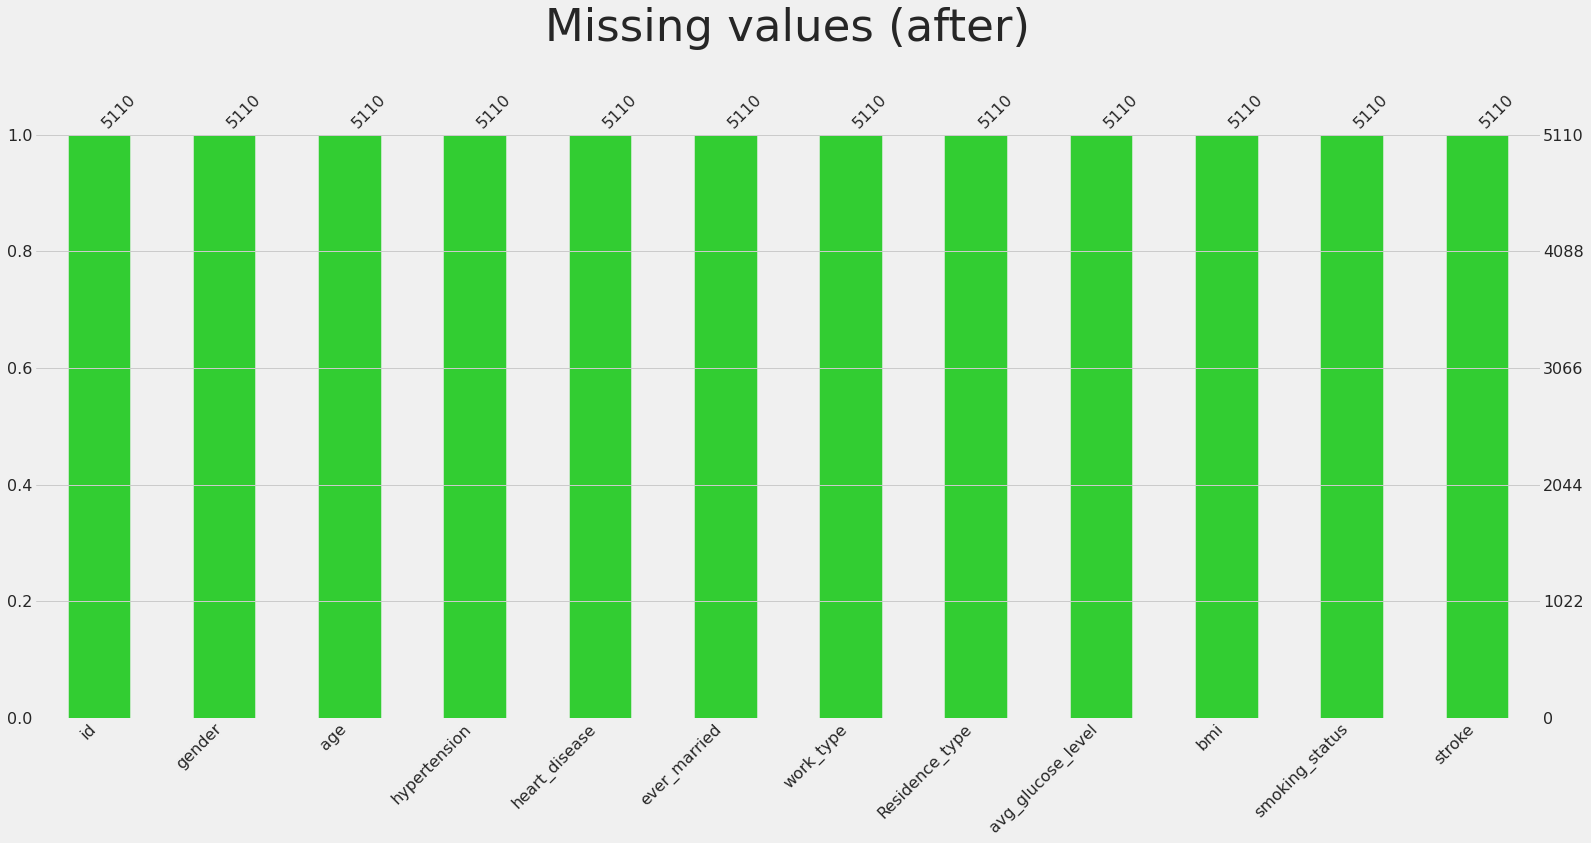 Missing values (after)
5110 5110 5110 5110 5110 5110 5110 5110 5110 5110 5110 5110
1.0 5110
0.8 4088
0.6 3066
0.4 2044
0.2 1022
0.0 0
id gender age hypertension heart_disease ever_married work_type Residence_type avg_glucose_level bmi smoking_status stroke